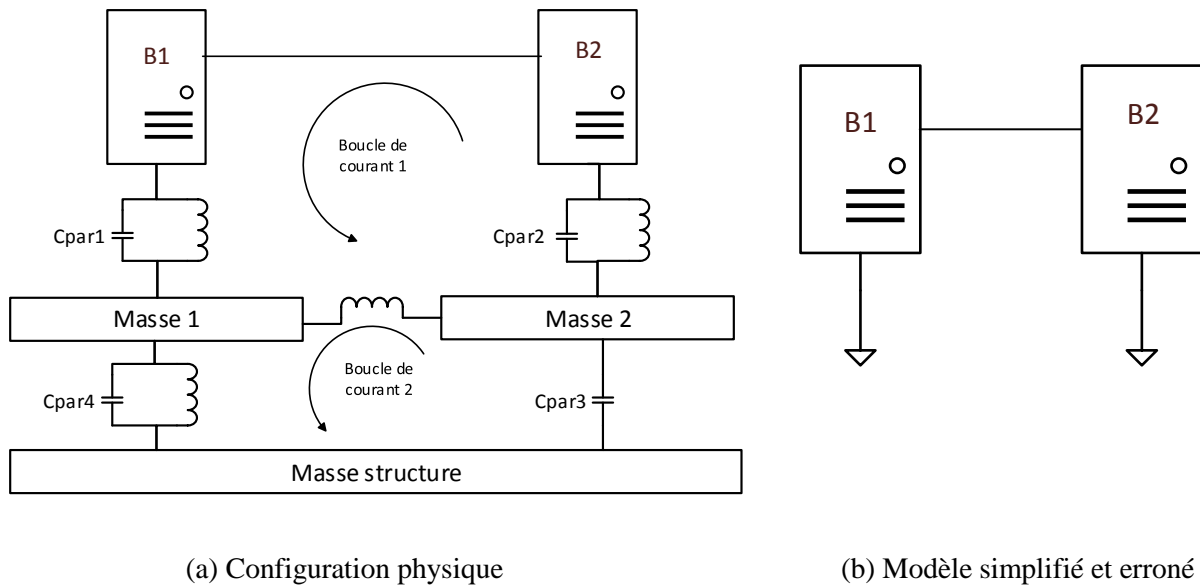 B1
B2
Boucle de
courant 1
Cpar1
Cpar2
Masse 1
Masse 2
Boucle de
courant 2
Cpar4
Cpar3
Masse structure
(a) Configuration physique
B1
B2
(b) Modèle simplifié et erroné